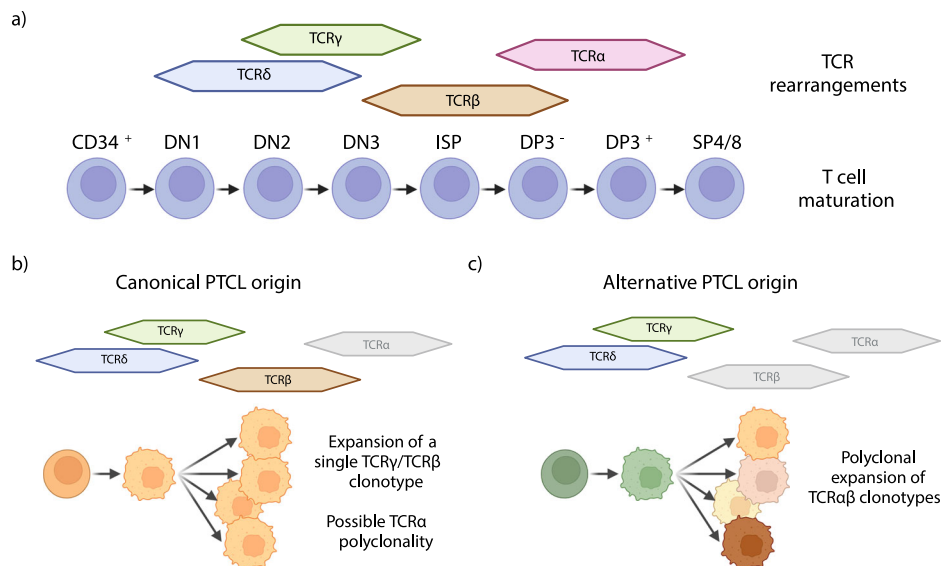 a)
TCRγ
TCRα
TCRδ
TCRβ
TCR
rearrangements
CD34 + DN1 DN2 DN3 ISP DP3 - DP3 + SP4/8
T cell
maturation
b)
Canonical PTCL origin
TCRγ
TCRα
TCRδ
TCRβ
Expansion of a
single TCRγ/TCRβ
clonotype
Possible TCRα
polyclonality
c)
Alternative PTCL origin
TCRγ
TCRα
TCRδ
TCRβ
Polyclonal
expansion of
TCRαβ clonotypes